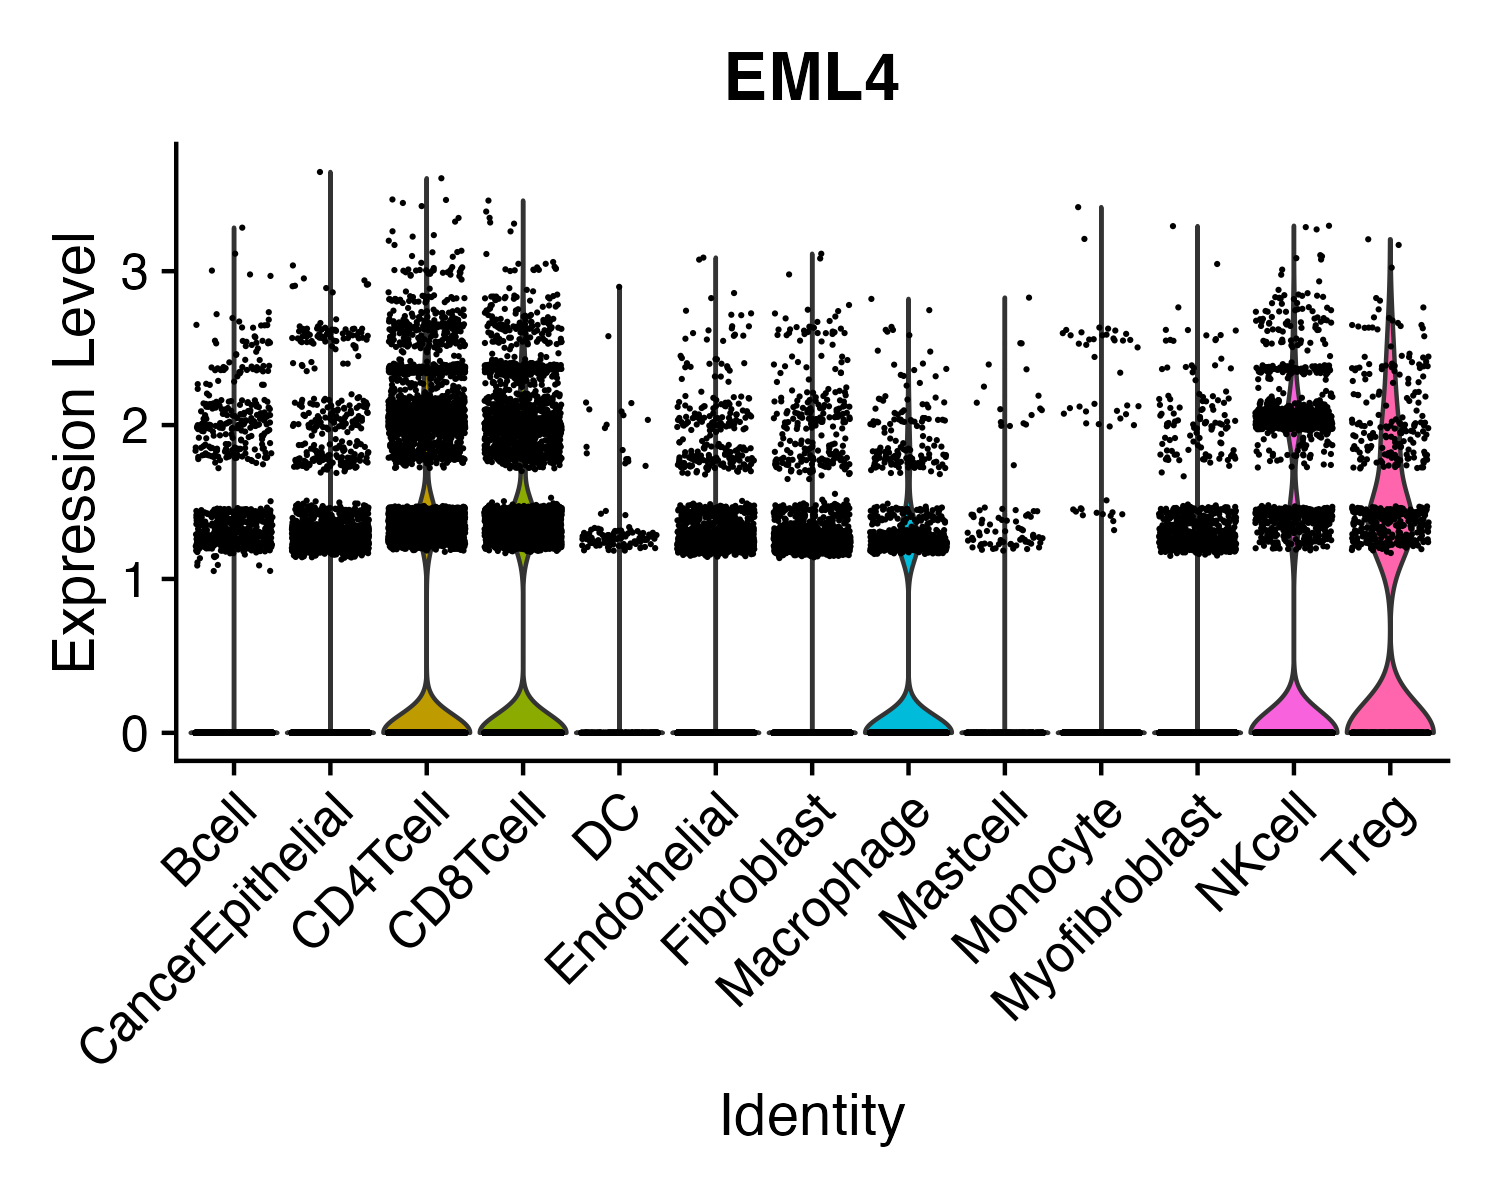 EML4
Expression Level
3
2
1
0
Bcell
CancerEpithelial
CD4Tcell
CD8Tcell
DC
Endothelial
Fibroblast
Macrophage
Mastcell
Monocyte
Myofibroblast
NKcell
Treg
Identity